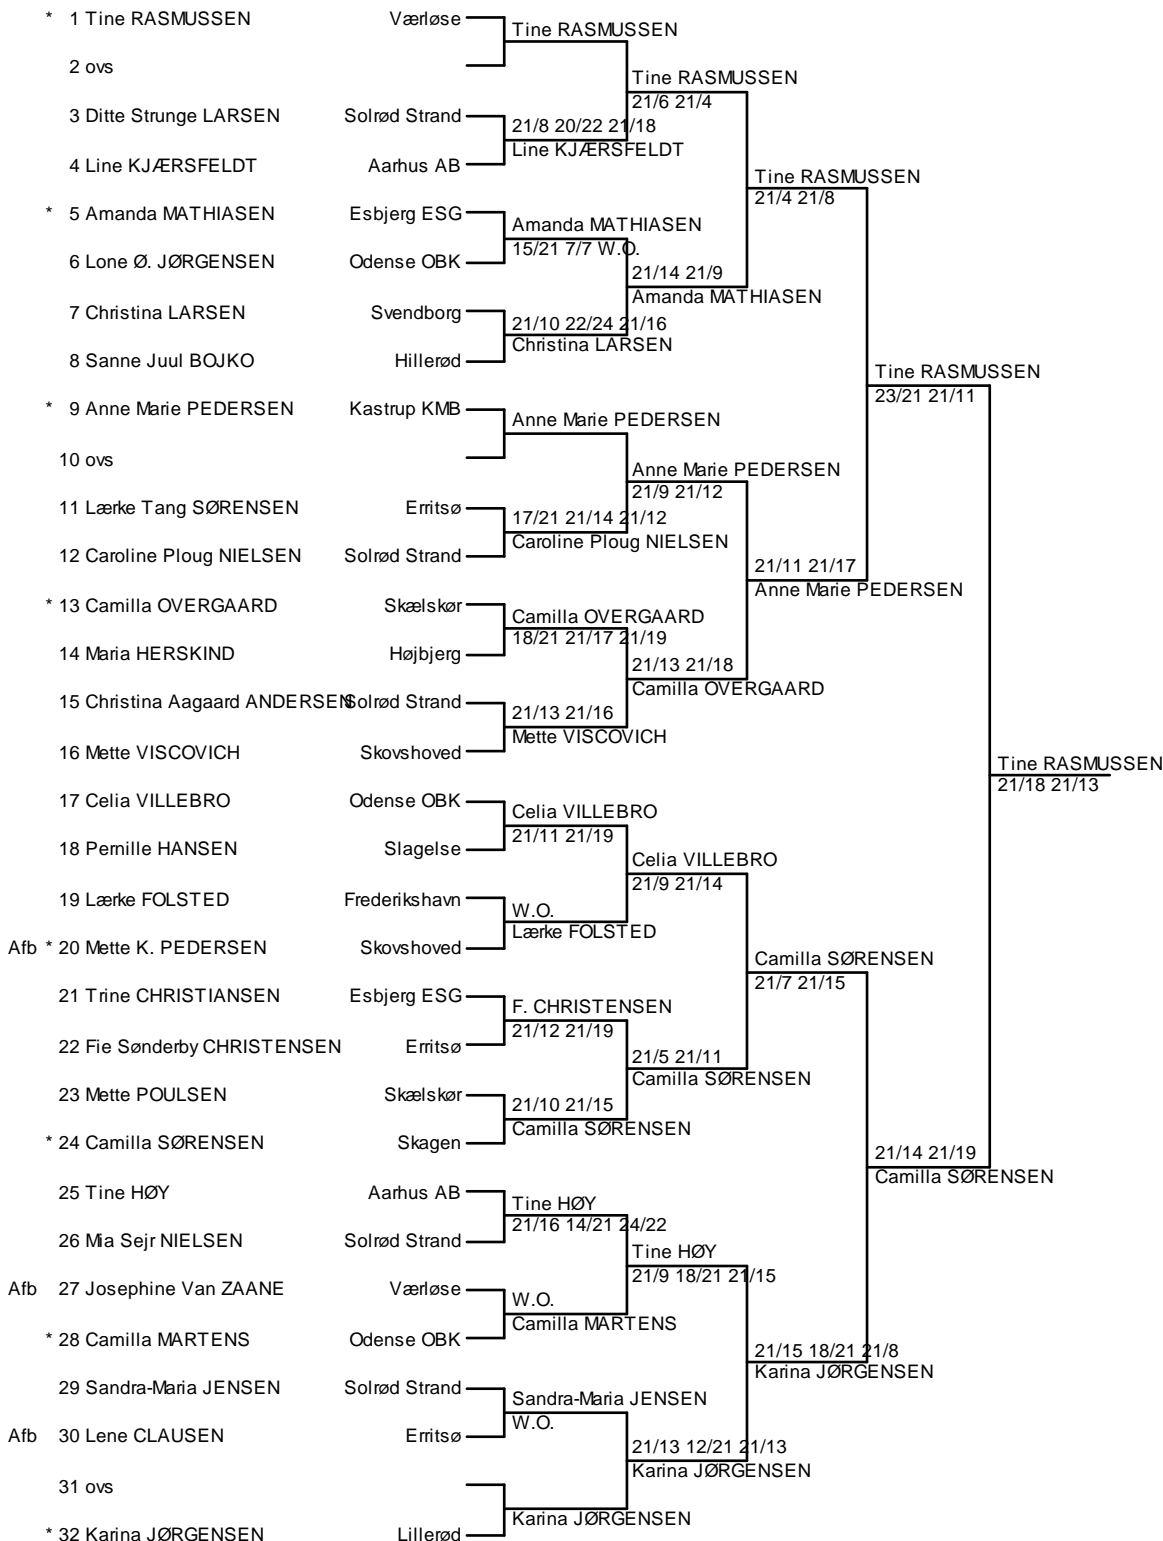 * 1 Tine RASMUSSEN Værløse
Tine RASMUSSEN
2 ovs
Tine RASMUSSEN
21/6 21/4
3 Ditte Strunge LARSEN Solrød Strand
21/8 20/22 21/18
Line KJÆRSFELDT
4 Line KJÆRSFELDT Aarhus AB
Tine RASMUSSEN
21/4 21/8
* 5 Amanda MATHIASEN Esbjerg ESG
Amanda MATHIASEN
15/21 7/7 W.O.
6 Lone Ø. JØRGENSEN Odense OBK
21/14 21/9
Amanda MATHIASEN
7 Christina LARSEN Svendborg
21/10 22/24 21/16
Christina LARSEN
8 Sanne Juul BOJKO Hillerød
Tine RASMUSSEN
23/21 21/11
* 9 Anne Marie PEDERSEN Kastrup KMB
Anne Marie PEDERSEN
10 ovs
Anne Marie PEDERSEN
21/9 21/12
11 Lærke Tang SØRENSEN Erritsø
17/21 21/14 21/12
Caroline Ploug NIELSEN
12 Caroline Ploug NIELSEN Solrød Strand
21/11 21/17
Anne Marie PEDERSEN
* 13 Camilla OVERGAARD Skælskør
Camilla OVERGAARD
18/21 21/17 21/19
14 Maria HERSKIND Højbjerg
21/13 21/18
Camilla OVERGAARD
15 Christina Aagaard ANDERSEN Solrød Strand
21/13 21/16
Mette VISCOVICH
16 Mette VISCOVICH Skovshoved
Tine RASMUSSEN
21/18 21/13
17 Celia VILLEBRO Odense OBK
Celia VILLEBRO
21/11 21/19
18 Pernille HANSEN Slagelse
Celia VILLEBRO
21/9 21/14
19 Lærke FOLSTED Frederikshavn
W.O.
Lærke FOLSTED
Afb * 20 Mette K. PEDERSEN Skovshoved
Camilla SØRENSEN
21/7 21/15
21 Trine CHRISTIANSEN Esbjerg ESG
F. CHRISTENSEN
21/12 21/19
22 Fie Sønderby CHRISTENSEN Erritsø
21/5 21/11
Camilla SØRENSEN
23 Mette POULSEN Skælskør
21/10 21/15
Camilla SØRENSEN
* 24 Camilla SØRENSEN Skagen
21/14 21/19
Camilla SØRENSEN
25 Tine HØY Aarhus AB
Tine HØY
21/16 14/21 24/22
26 Mia Sejr NIELSEN Solrød Strand
Tine HØY
21/9 18/21 21/15
Afb 27 Josephine Van ZAANE Værløse
W.O.
Camilla MARTENS
* 28 Camilla MARTENS Odense OBK
21/15 18/21 21/8
Karina JØRGENSEN
29 Sandra-Maria JENSEN Solrød Strand
Sandra-Maria JENSEN
W.O.
Afb 30 Lene CLAUSEN Erritsø
21/13 12/21 21/13
Karina JØRGENSEN
31 ovs
Karina JØRGENSEN
* 32 Karina JØRGENSEN Lillerød